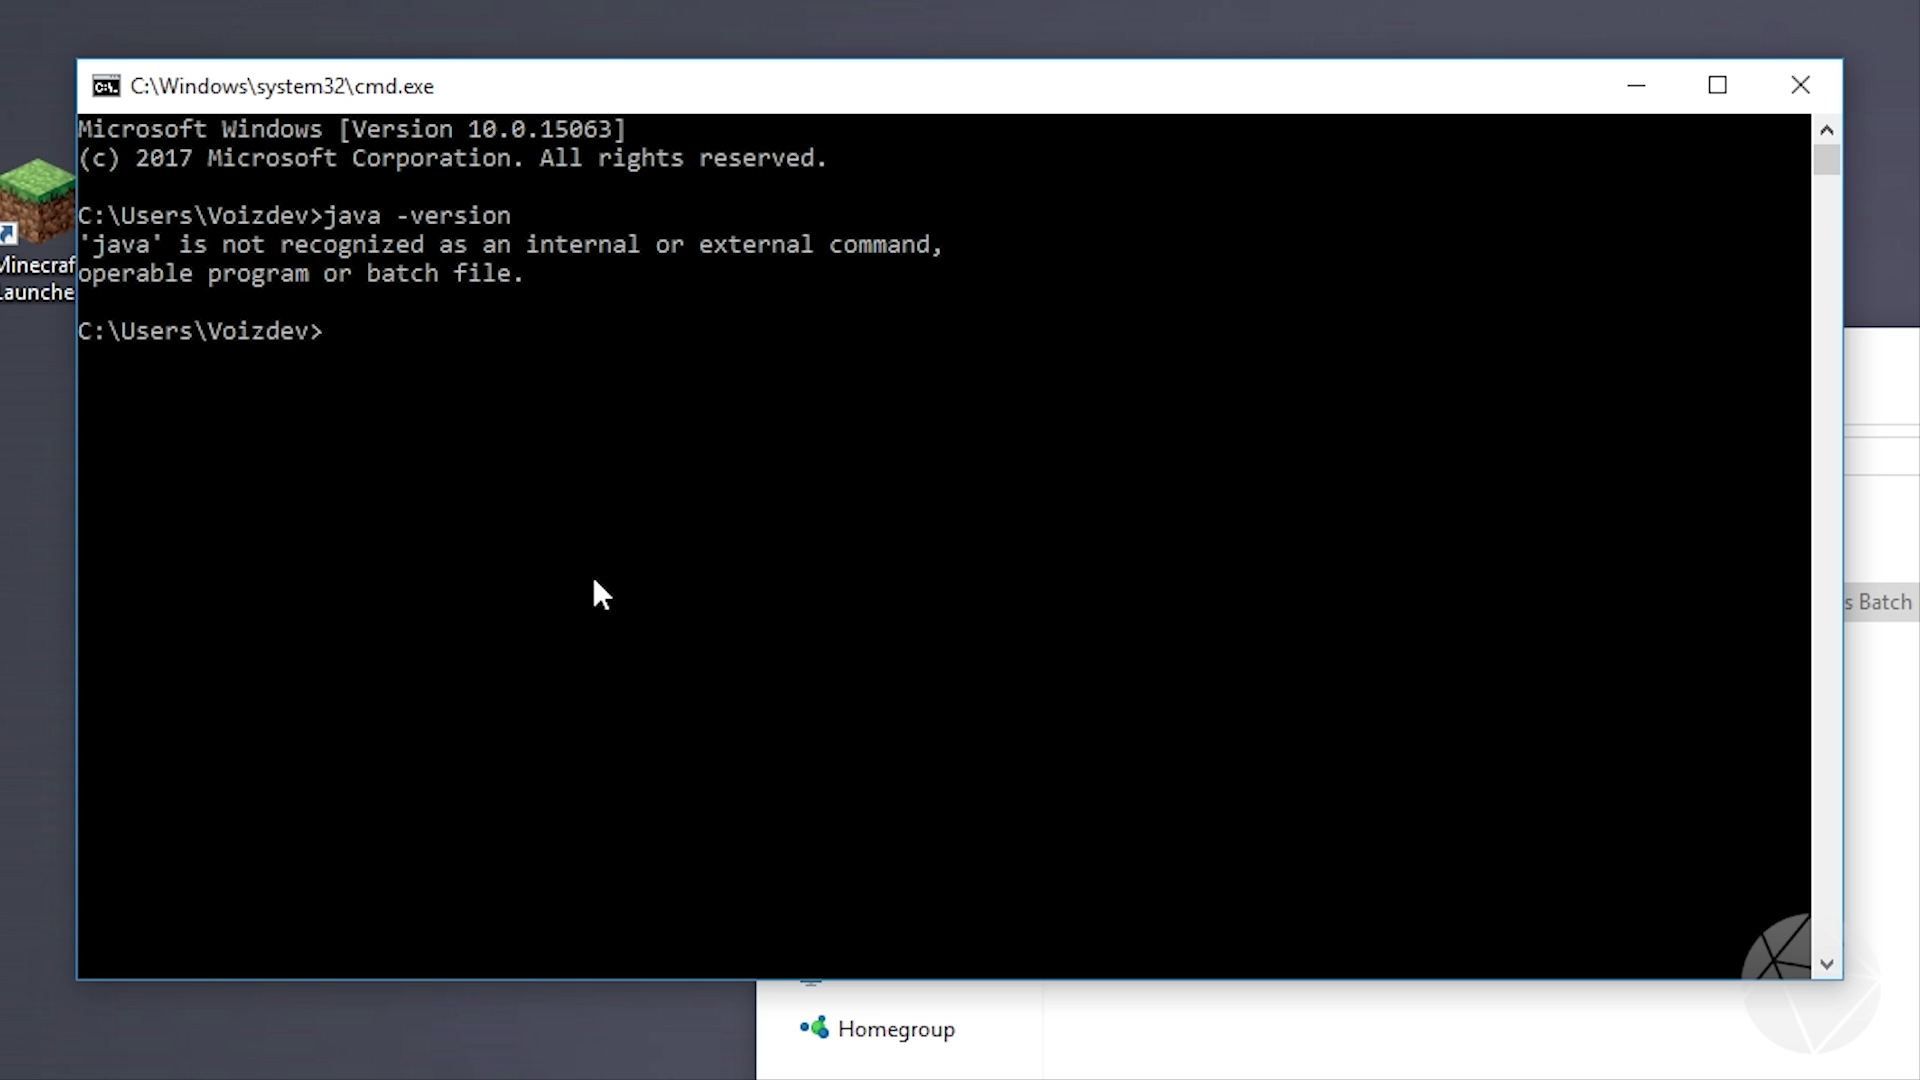 C:\Windows\system32\cmd.exe
Microsoft Windows [Version 10.0.15063]
(c) 2017 Microsoft Corporation. All rights reserved.
C:\Users\Voizdev>java -version
'java' is not recognized as an internal or external command,
operable program or batch file.
C:\Users\Voizdev>
Minecraf
Launche
s Batch
Homegroup